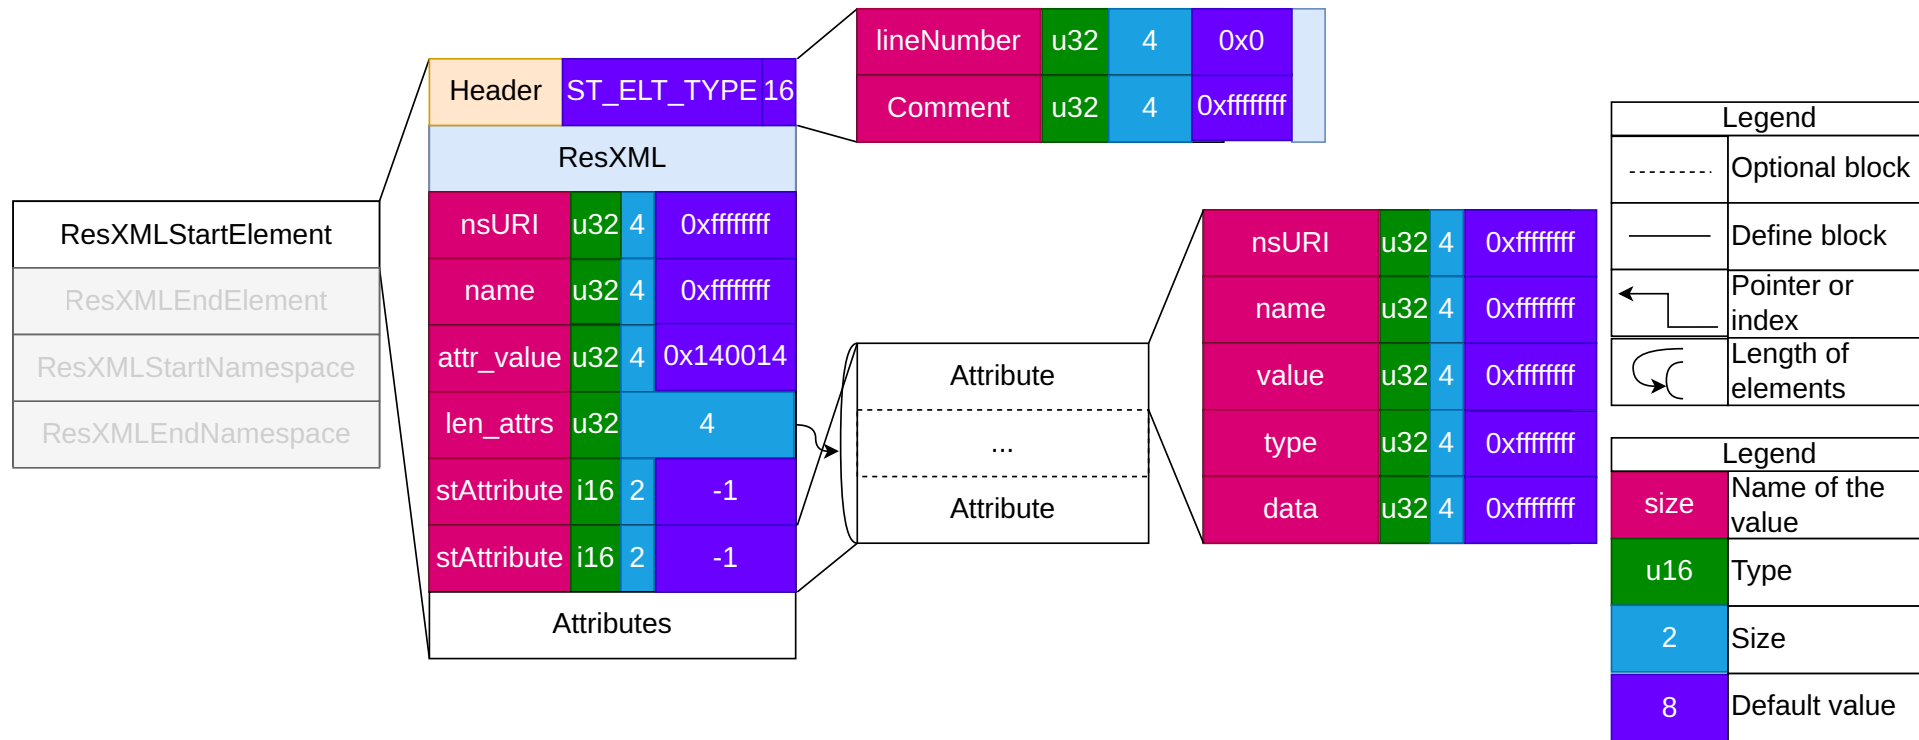 lineNumber u32 4 0x0
Comment u32 4 0xffffffff
Header ST_ELT_TYPE 16
ResXML
nsURI u32 4 0xffffffff
name u32 4 0xffffffff
attr_value u32 4 0x140014
len_attrs u32 4
stAttribute i16 2 -1
stAttribute i16 2 -1
Attributes
ResXMLStartElement
ResXMLEndElement
ResXMLStartNamespace
ResXMLEndNamespace
Attribute
...
Attribute
nsURI u32 4 0xffffffff
name u32 4 0xffffffff
value u32 4 0xffffffff
type u32 4 0xffffffff
data u32 4 0xffffffff
Legend
Optional block
Define block
Pointer or
index
Length of
elements
Legend
size Name of the
value
u16 Type
2 Size
8 Default value